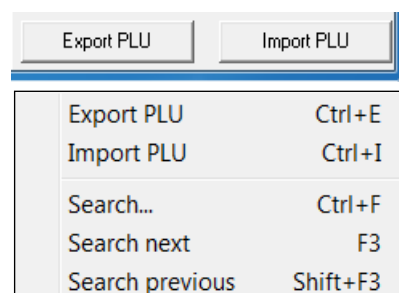 Export PLU Import PLU
Export PLU Ctrl+E
Import PLU Ctrl+I
Search... Ctrl+F
Search next F3
Search previous Shift+F3